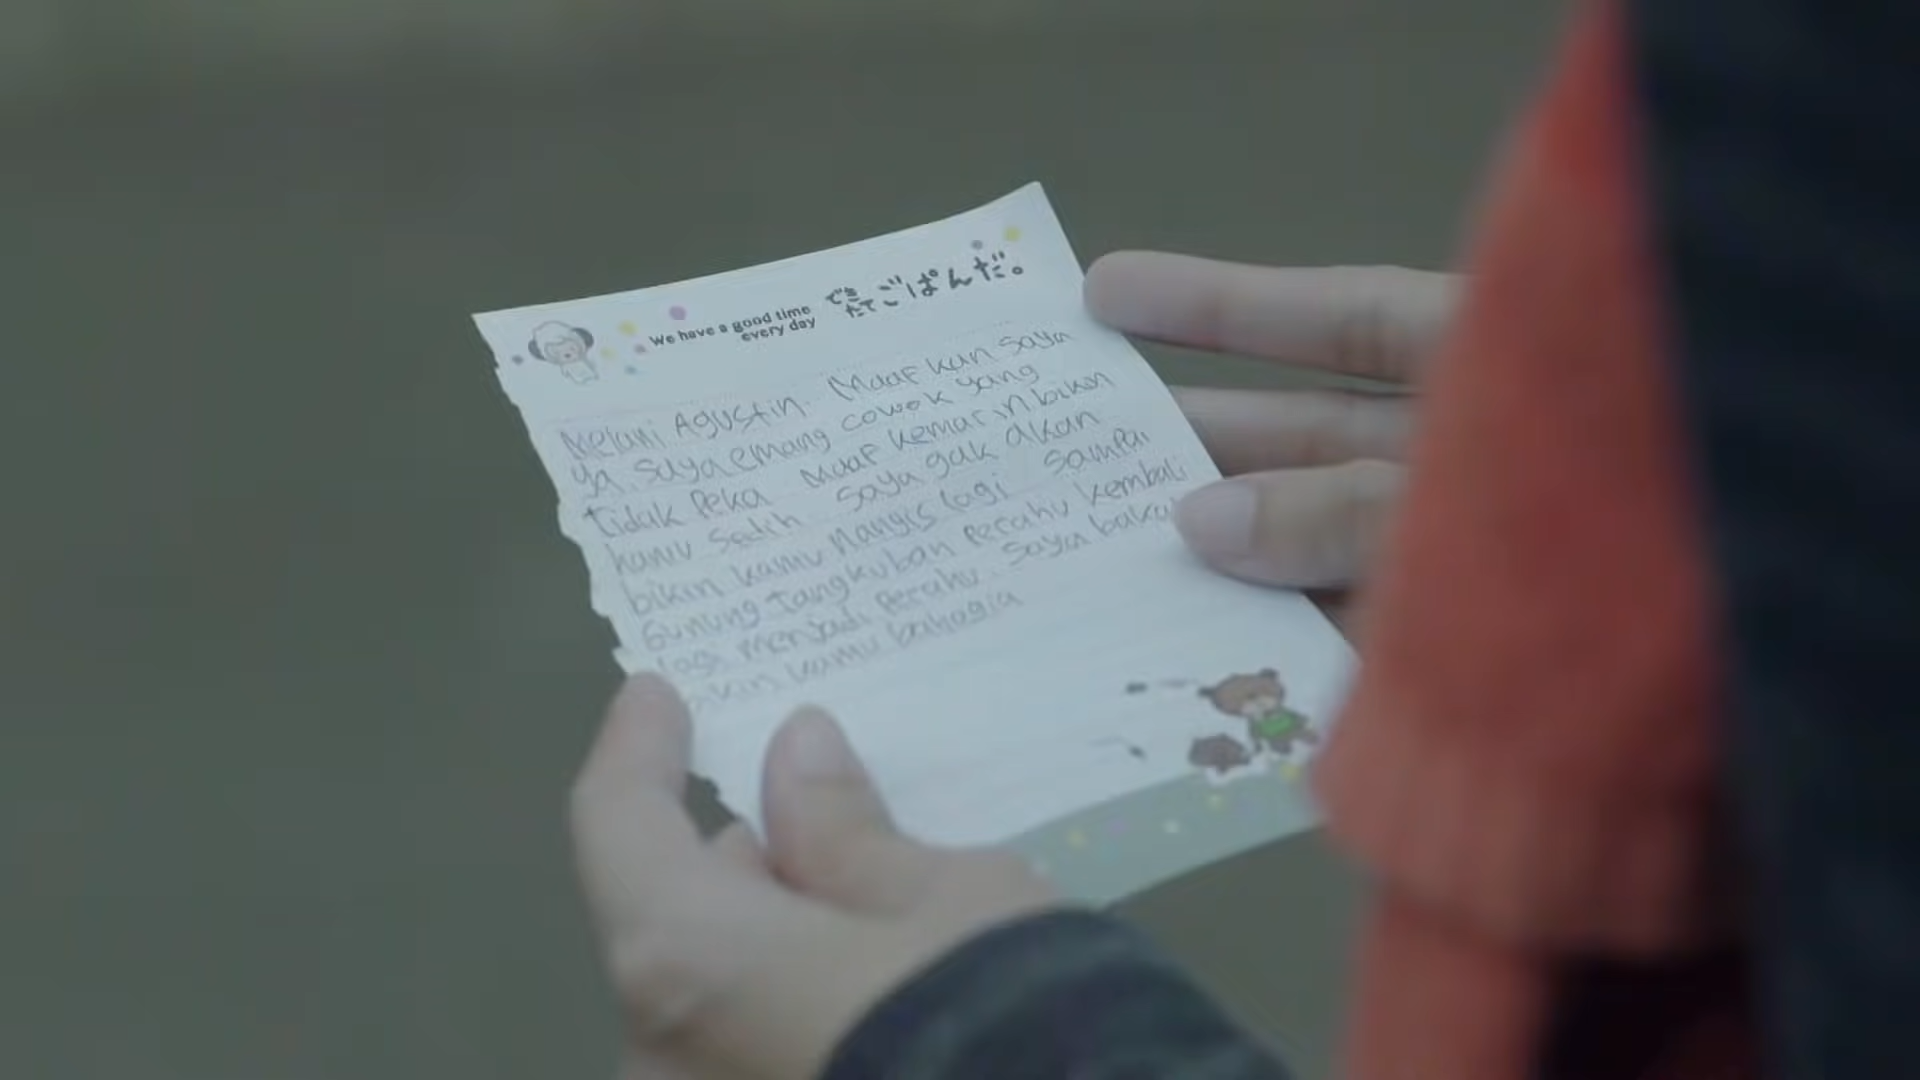 We have a good time
every day
できたてごぱんだ。
Melani Agustin. Maaf kan saya
ya. saya emang cowok yang
tidak Peka. Maaf kemarin bikin
kamu Sedih. saya gak akan
bikin kamu Nangis lagi. Sampai
Gunung Tangkuban Perahu kembali
lagi menjadi Perahu. saya bakal
bikin kamu bahagia